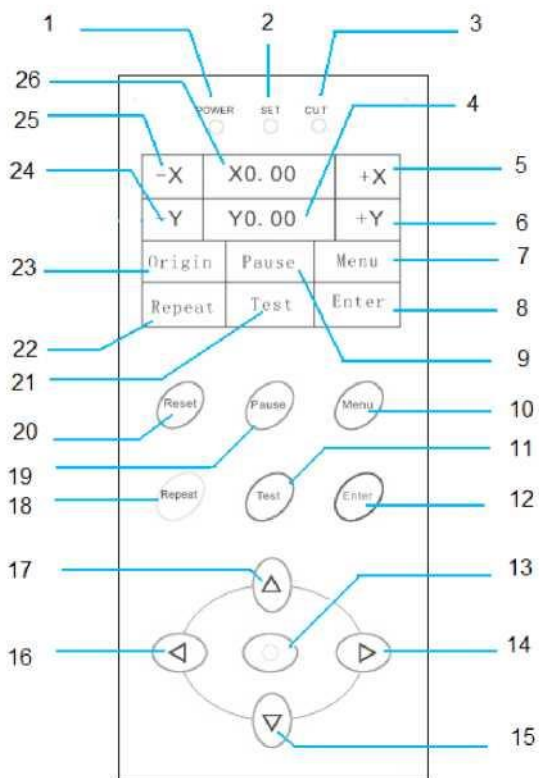 1 2 3
26
POWER SET CUT
25 4
24 -X X0.00 +X 5
-Y Y0.00 +Y 6
23 Origin Pause Menu 7
Repeat Test Enter 8
22 9
21
Reset Pause Menu 10
20
19 11
18 Repeat Test Enter 12
17 13
16 14
15